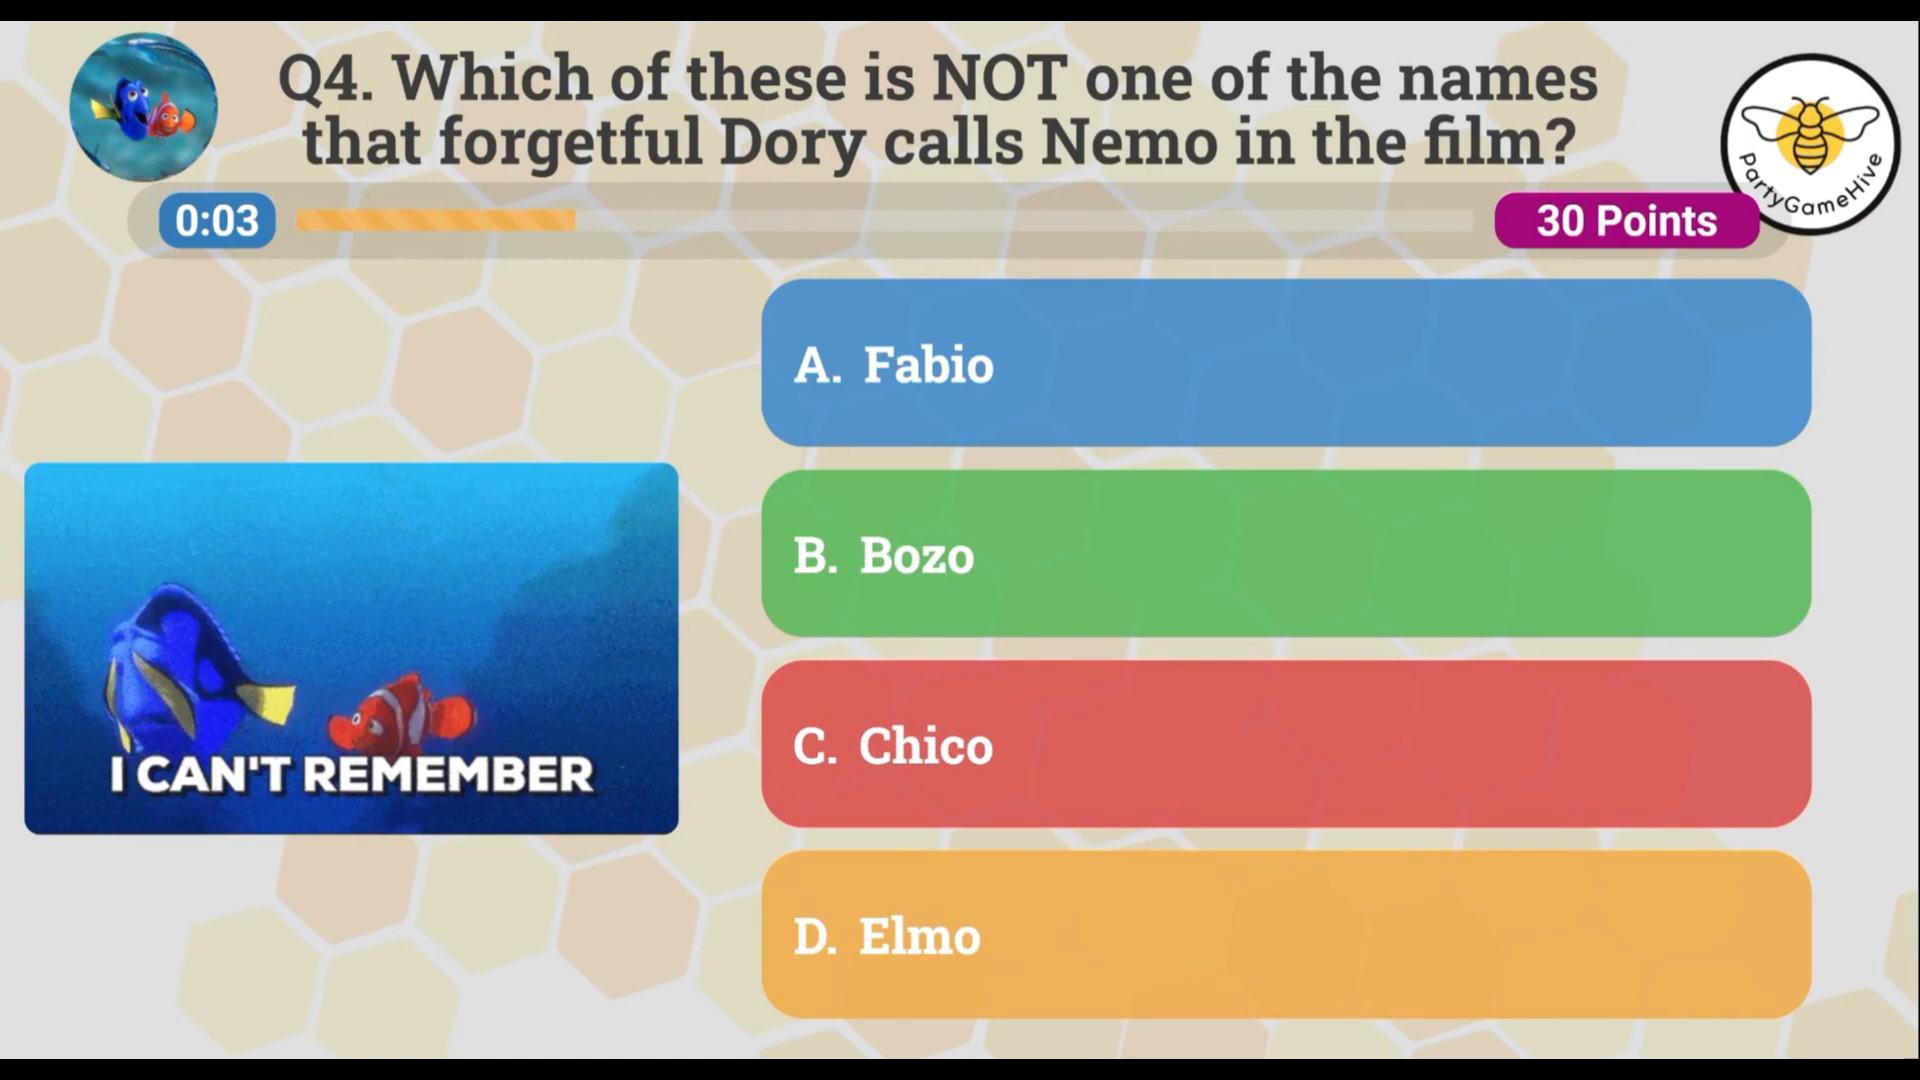 Q4. Which of these is NOT one of the names
that forgetful Dory calls Nemo in the film?
PartyGameHive
0:03
30 Points
A. Fabio
B. Bozo
C. Chico
D. Elmo
I CAN'T REMEMBER